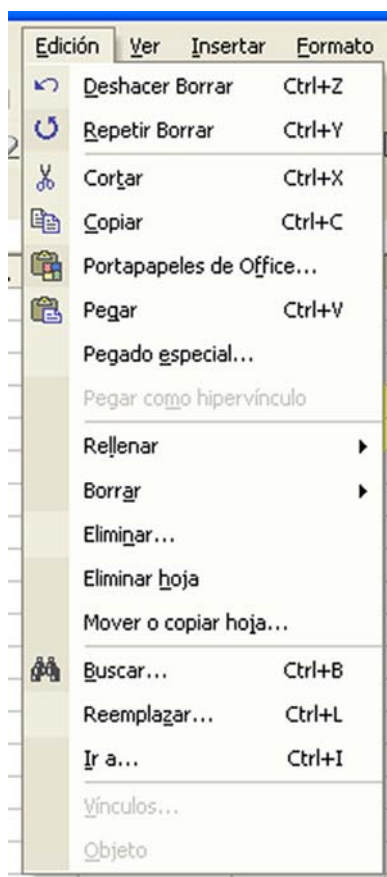 Edición Ver Insertar Formato
Deshacer Borrar Ctrl+Z
Repetir Borrar Ctrl+Y
Cortar Ctrl+X
Copiar Ctrl+C
Portapapeles de Office...
Pegar Ctrl+V
Pegado especial...
Pegar como hipervínculo
Rellenar
Borrar
Eliminar...
Eliminar hoja
Mover o copiar hoja...
Buscar... Ctrl+B
Reemplazar... Ctrl+L
Ir a... Ctrl+I
Vínculos...
Objeto